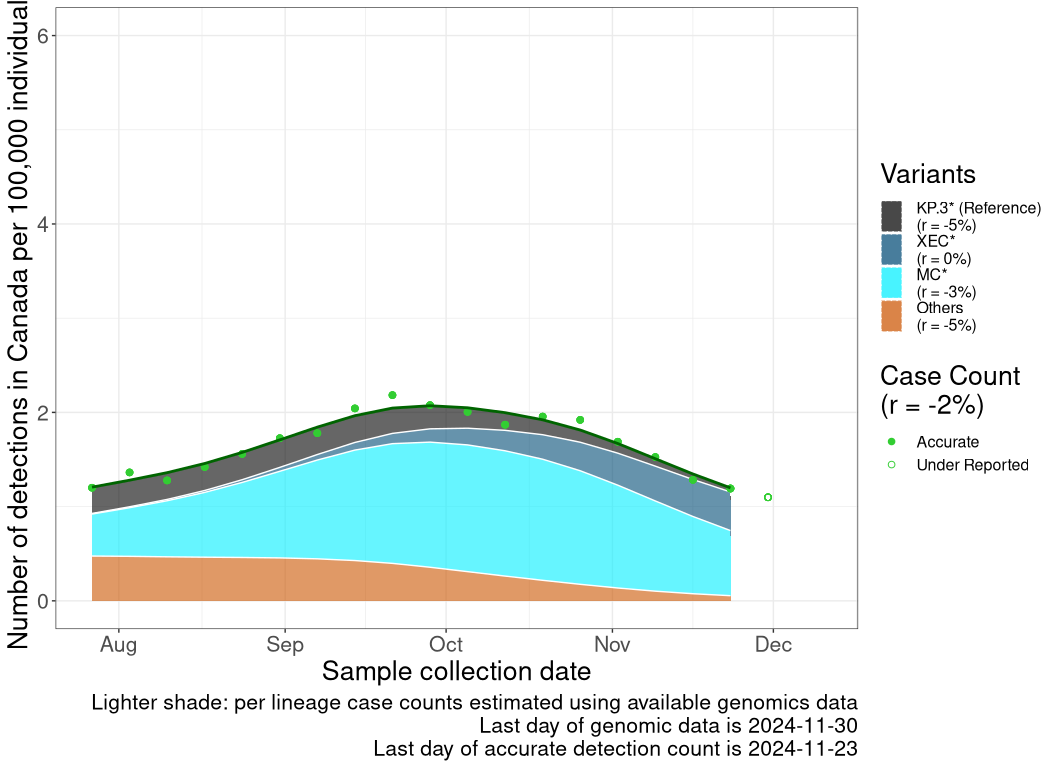 Number of detections in Canada per 100,000 individual
6
4
2
0
Aug Sep Oct Nov Dec
Sample collection date
Lighter shade: per lineage case counts estimated using available genomics data
Last day of genomic data is 2024-11-30
Last day of accurate detection count is 2024-11-23
Variants
KP.3* (Reference)
(r = -5%)
XEC*
(r = 0%)
MC*
(r = -3%)
Others
(r = -5%)
Case Count
(r = -2%)
Accurate
Under Reported